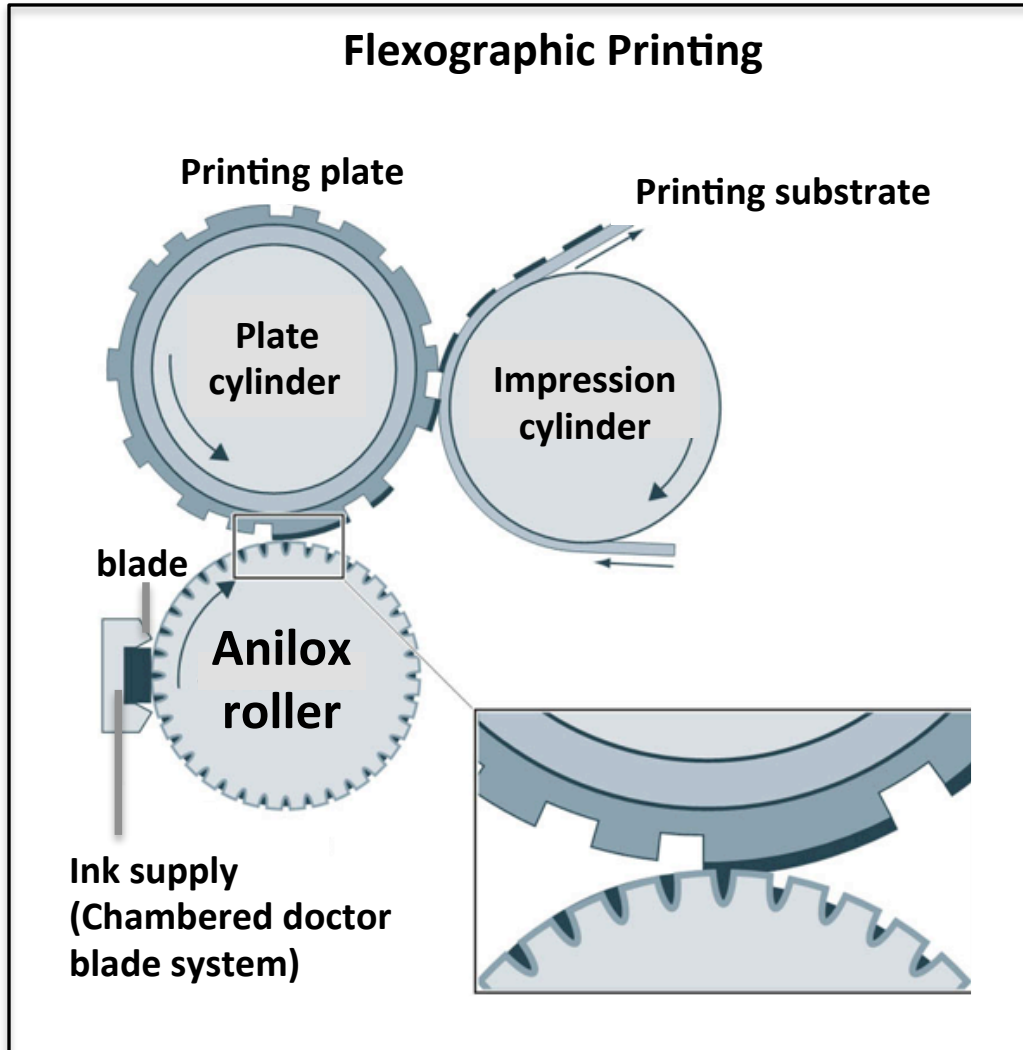 Flexographic Printing
Printing plate
Printing substrate
Plate
cylinder
Impression
cylinder
blade
Anilox
roller
Ink supply
(Chambered doctor
blade system)